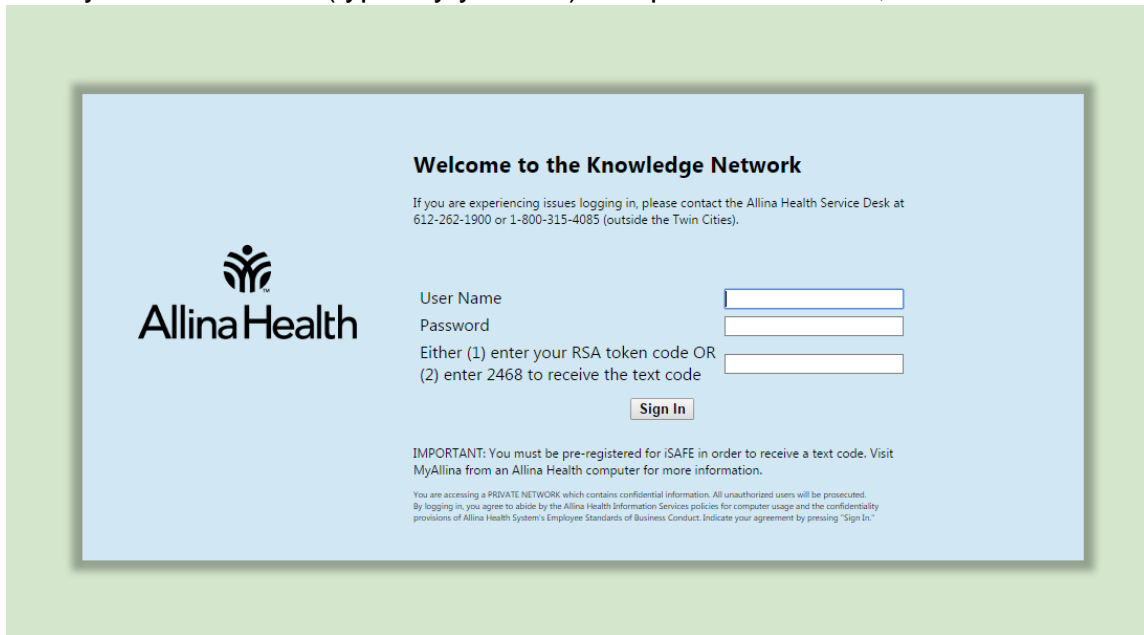 Welcome to the Knowledge Network
If you are experiencing issues logging in, please contact the Allina Health Service Desk at
612-262-1900 or 1-800-315-4085 (outside the Twin Cities).
Allina Health
User Name
Password
Either (1) enter your RSA token code OR
(2) enter 2468 to receive the text code
Sign In
IMPORTANT: You must be pre-registered for iSAFE in order to receive a text code. Visit
MyAllina from an Allina Health computer for more information.
You are accessing a PRIVATE NETWORK which contains confidential information. All unauthorized users will be prosecuted.
By logging in, you agree to abide by the Allina Health Information Services policies for computer usage and the confidentiality
provisions of Allina Health System's Employee Standards of Business Conduct. Indicate your agreement by pressing "Sign In."